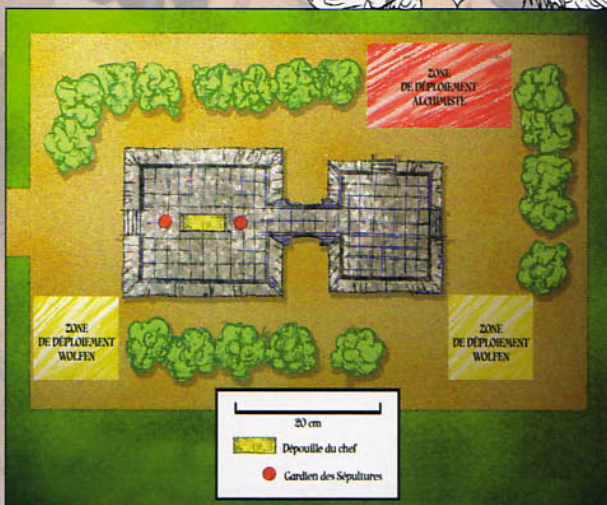 ZONE
DE DÉPLOIEMENT
ALCHIMISTE
ZONE
DE DÉPLOIEMENT
WOLFEN
ZONE
DE DÉPLOIEMENT
WOLFEN
20 cm
Dépouille du chef
Gardien des Sépultures